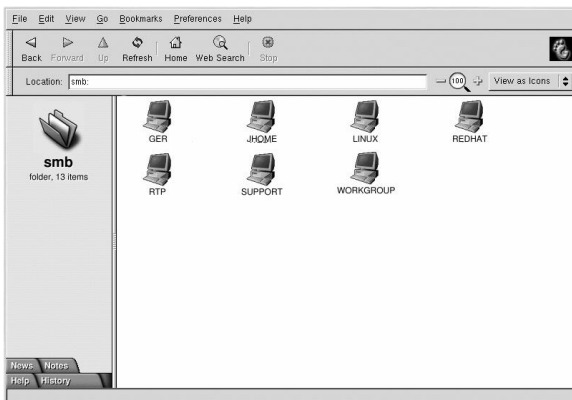 File Edit View Go Bookmarks Preferences Help
Back Forward Up Refresh Home Web Search Stop
Location: smb: 100 View as Icons
smb
folder, 13 items
GER JHOME LINUX REDHAT
RTP SUPPORT WORKGROUP
News Notes
Help History